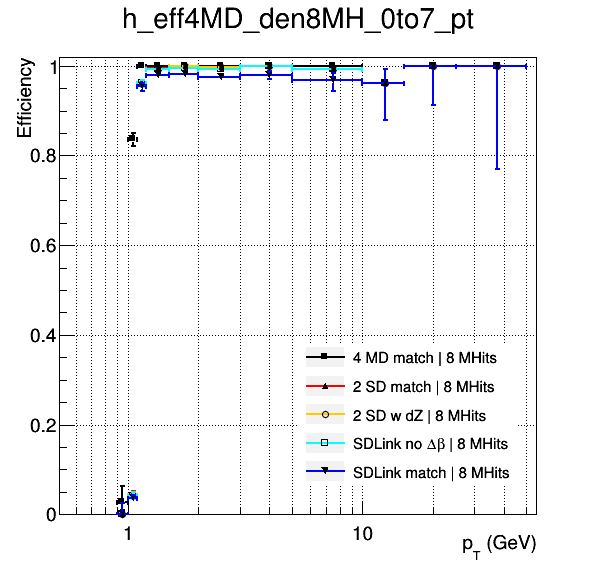 h_eff4MD_den8MH_0to7_pt
Efficiency
1
0.8
0.6
0.4
0.2
0
4 MD match | 8 MHits
2 SD match | 8 MHits
2 SD w dZ | 8 MHits
SDLink no Δβ | 8 MHits
SDLink match | 8 MHits
1
10
p_T (GeV)